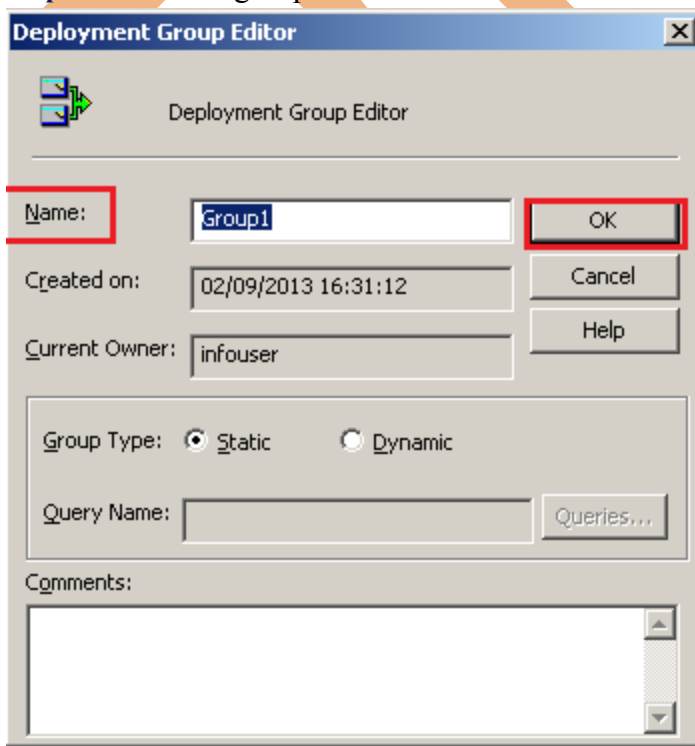 Deployment Group Editor
Deployment Group Editor
Name: Group1 OK
Created on: 02/09/2013 16:31:12 Cancel
Help
Current Owner: infouser
Group Type: Static Dynamic
Query Name: Queries...
Comments: